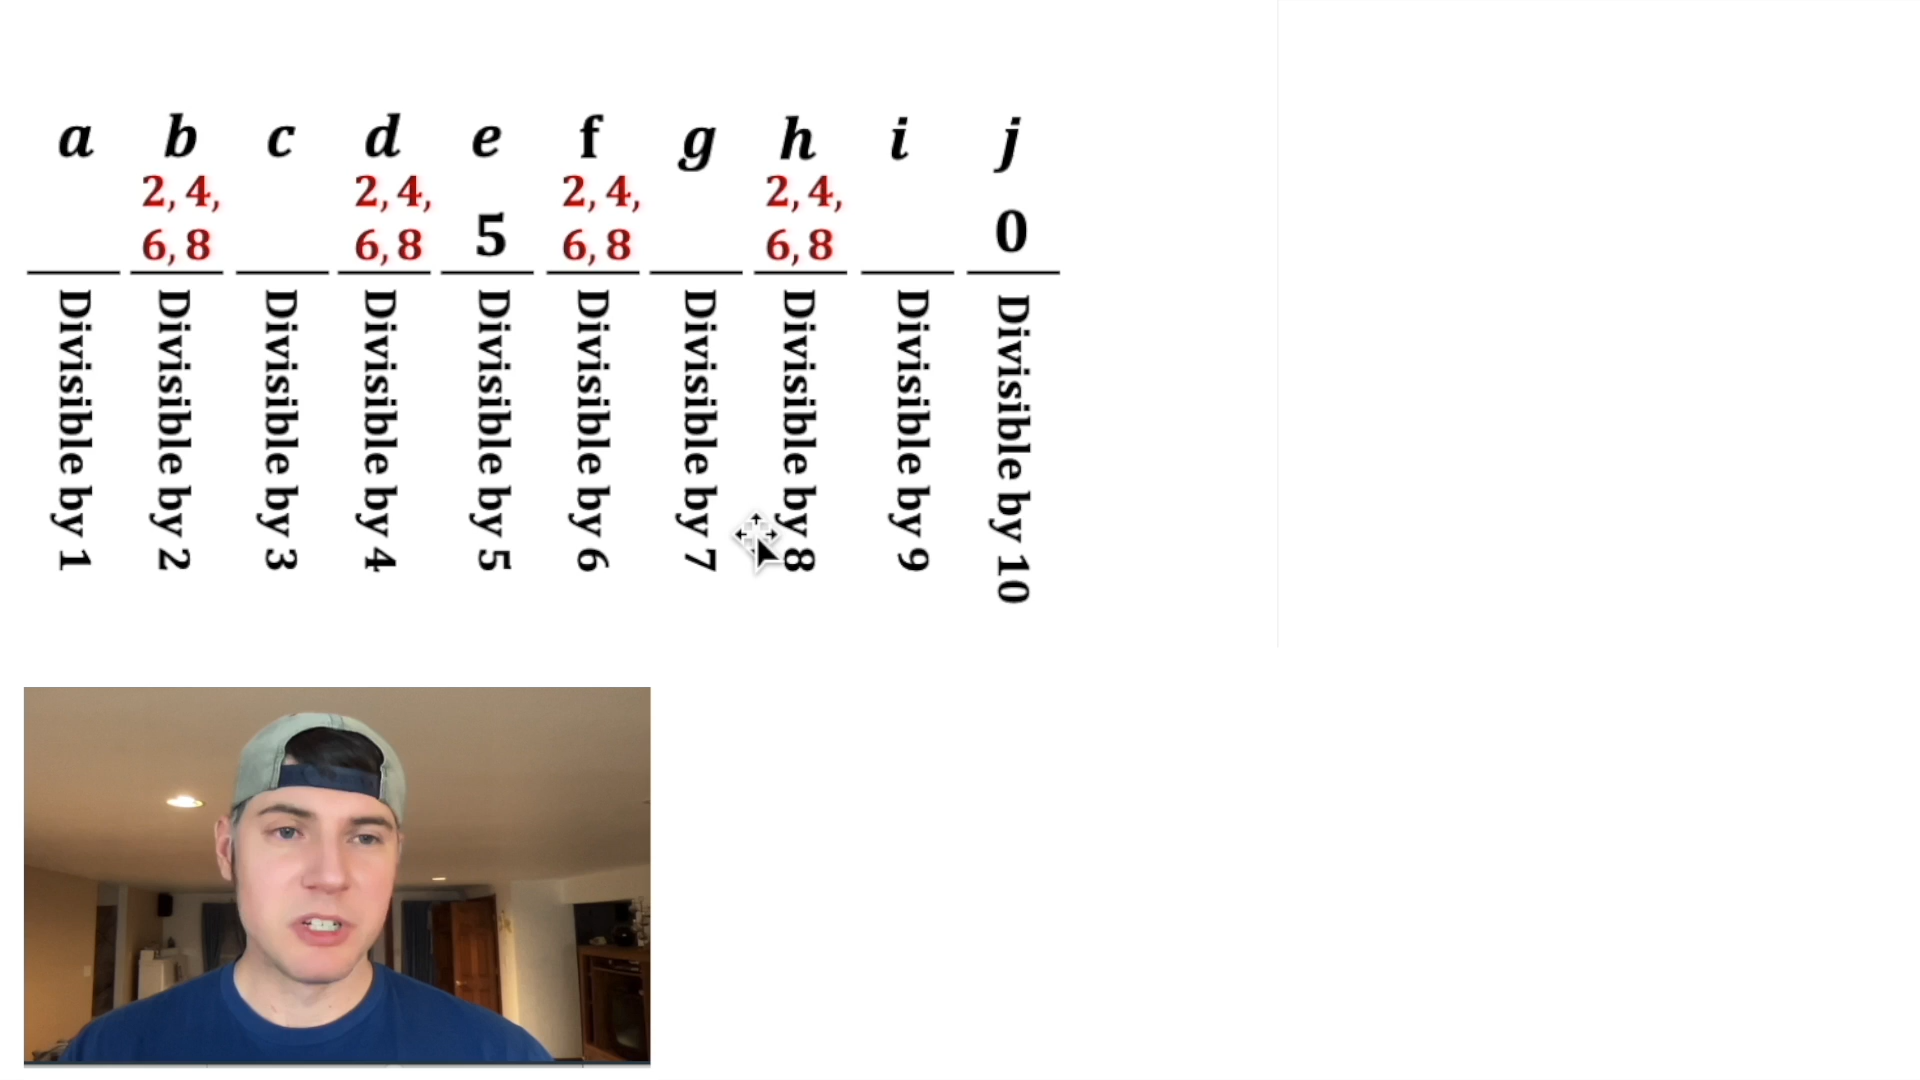 a b c d e f g h i j
2, 4, 2, 4, 2, 4, 2, 4,
6, 8 6, 8 5 6, 8 6, 8 0
Divisible by 1
Divisible by 2
Divisible by 3
Divisible by 4
Divisible by 5
Divisible by 6
Divisible by 7
Divisible by 8
Divisible by 9
Divisible by 10